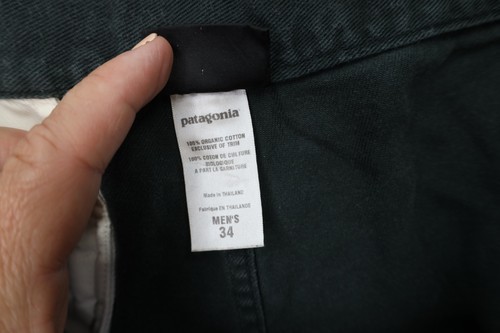 patagonia
100% ORGANIC COTTON
EXCLUSIVE OF TRIM
100% COTON DE CULTURE
BIOLOGIQUE
A PART LA GARNITURE
Made in THAILAND
Fabriqué EN THAILANDE
MEN'S
34